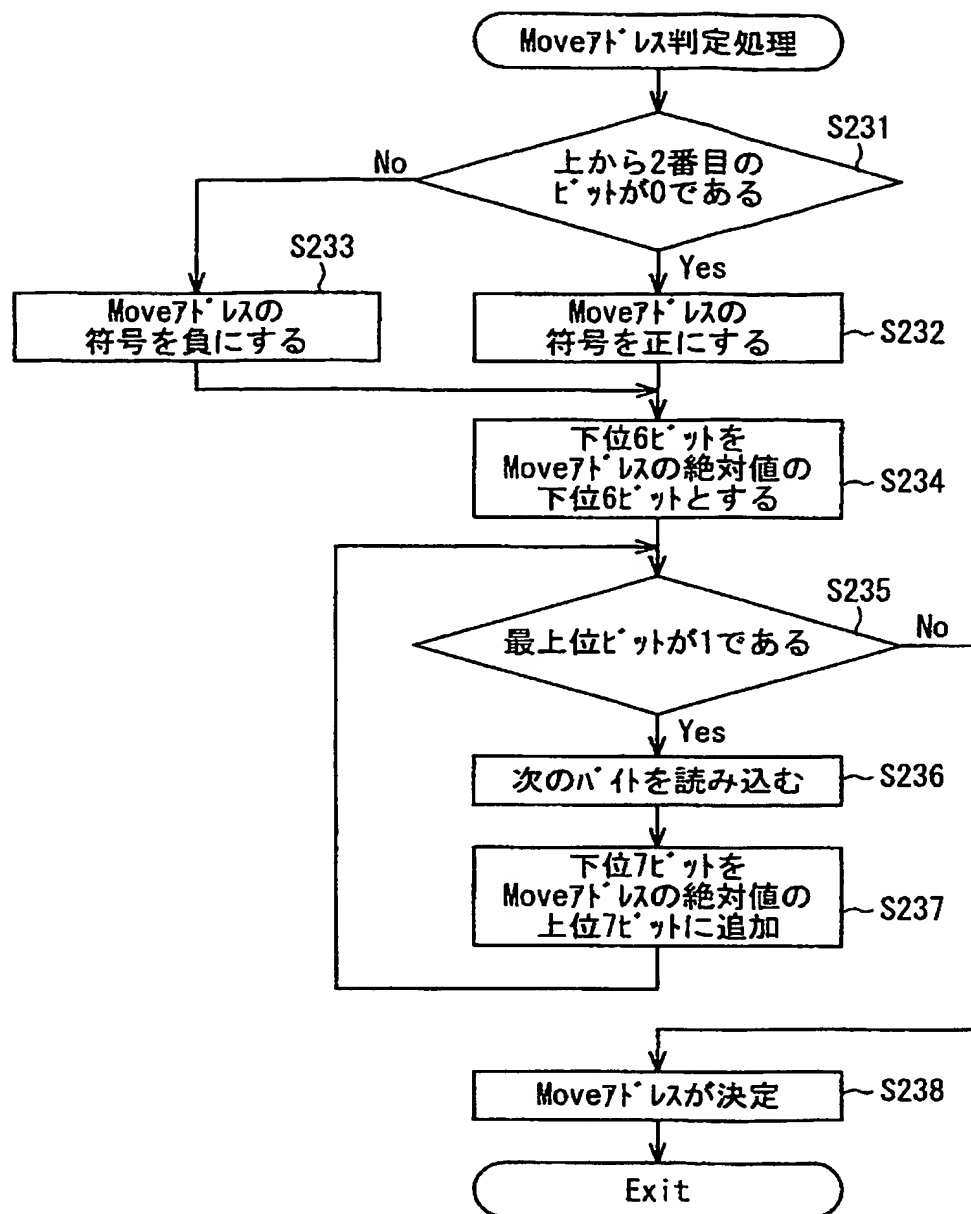 Moveｱﾄﾞﾚｽ判定処理
S231
No
上から2番目の
ﾋﾞｯﾄが0である
S233
Yes
Moveｱﾄﾞﾚｽの
符号を負にする
Moveｱﾄﾞﾚｽの
符号を正にする
S232
下位6ﾋﾞｯﾄを
Moveｱﾄﾞﾚｽの絶対値の
下位6ﾋﾞｯﾄとする
S234
S235
No
最上位ﾋﾞｯﾄが1である
Yes
次のﾊﾞｲﾄを読み込む
S236
下位7ﾋﾞｯﾄを
Moveｱﾄﾞﾚｽの絶対値の
上位7ﾋﾞｯﾄに追加
S237
Moveｱﾄﾞﾚｽが決定
S238
Exit